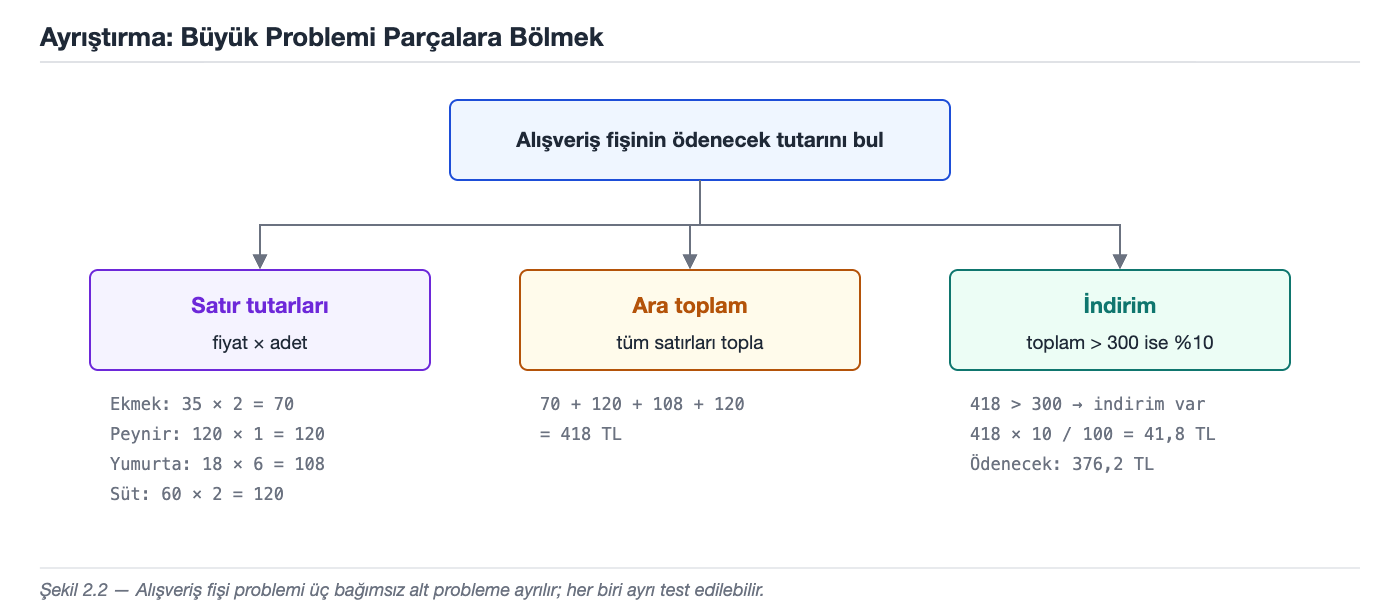 Ayrıştırma: Büyük Problemi Parçalara Bölmek
Alışveriş fişinin ödenecek tutarını bul
Satır tutarları
fiyat × adet
Ekmek: 35 × 2 = 70
Peynir: 120 × 1 = 120
Yumurta: 18 × 6 = 108
Süt: 60 × 2 = 120
Ara toplam
tüm satırları topla
70 + 120 + 108 + 120
= 418 TL
İndirim
toplam > 300 ise %10
418 > 300 → indirim var
418 × 10 / 100 = 41,8 TL
Ödenecek: 376,2 TL
Şekil 2.2 — Alışveriş fişi problemi üç bağımsız alt probleme ayrılır; her biri ayrı test edilebilir.